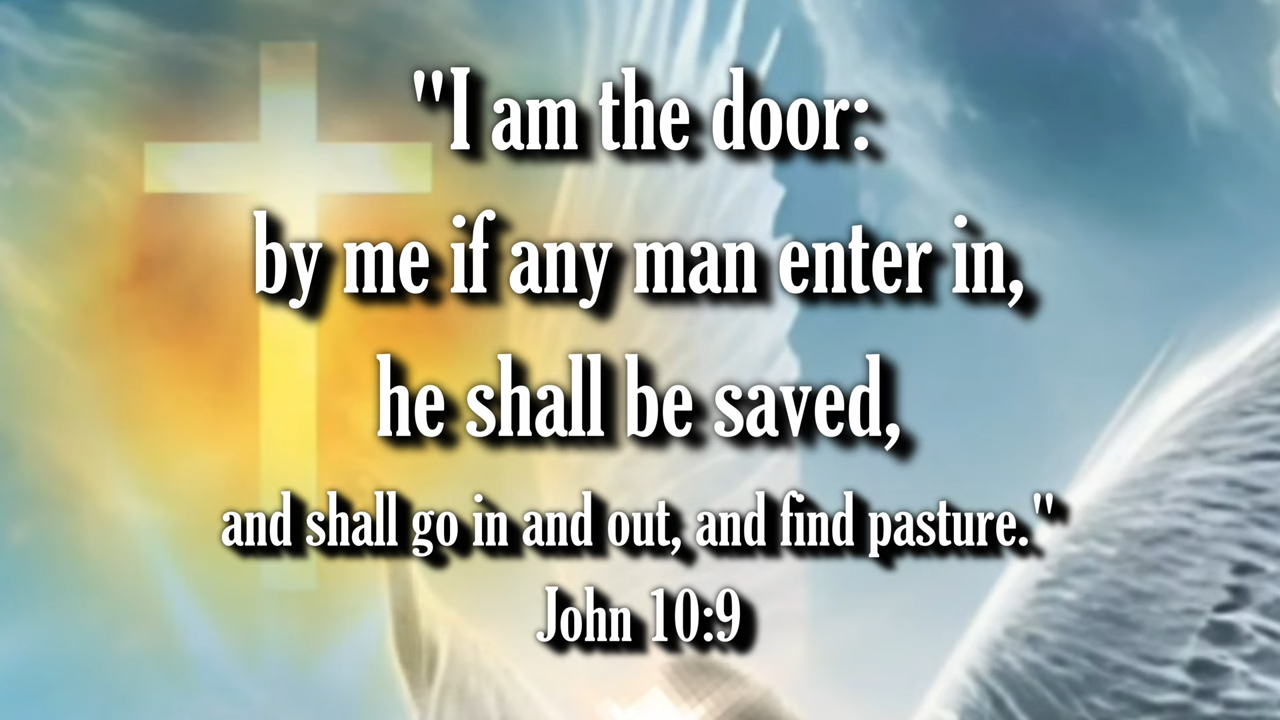 "I am the door:
by me if any man enter in,
he shall be saved,
and shall go in and out, and find pasture."
John 10:9